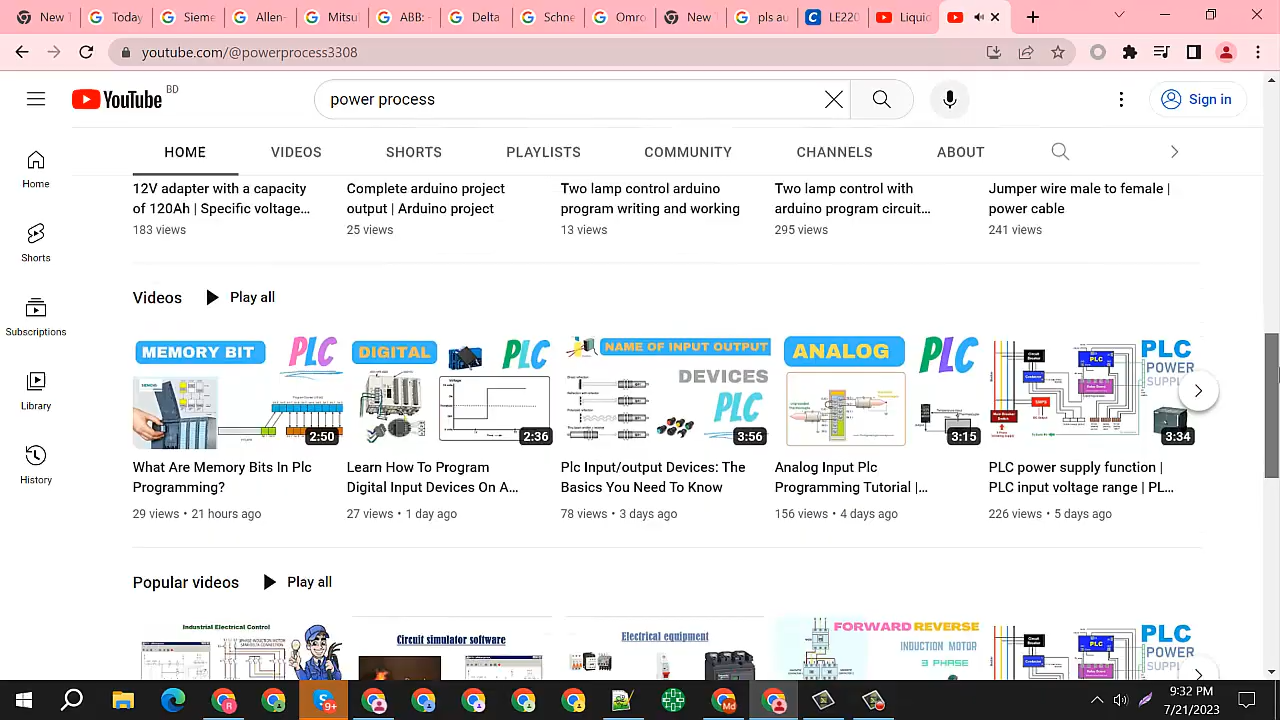 New T
Today
Sieme
Allen-
Mitsul
ABB: -
Delta
Schne
Omro
New T
pls au
LE220
Liquid
youtube.com/@powerprocess3308
YouTube BD
power process
Sign in
HOME VIDEOS SHORTS PLAYLISTS COMMUNITY CHANNELS ABOUT
Home
Shorts
Subscriptions
Library
History
12V adapter with a capacity
of 120Ah | Specific voltage...
183 views
Complete arduino project
output | Arduino project
25 views
Two lamp control arduino
program writing and working
13 views
Two lamp control with
arduino program circuit...
295 views
Jumper wire male to female |
power cable
241 views
Videos Play all
MEMORY BIT PLC
2:50
What Are Memory Bits In Plc
Programming?
29 views • 21 hours ago
DIGITAL PLC
2:36
Learn How To Program
Digital Input Devices On A...
27 views • 1 day ago
NAME OF INPUT OUTPUT
DEVICES
PLC
3:56
Plc Input/output Devices: The
Basics You Need To Know
78 views • 3 days ago
ANALOG PLC
3:15
Analog Input Plc
Programming Tutorial |...
156 views • 4 days ago
PLC
POWER
SUPPLY
3:34
PLC power supply function |
PLC input voltage range | PL...
226 views • 5 days ago
Popular videos Play all
Industrial Electrical Control
Circuit simulator software
Electrical equipment
FORWARD REVERSE
INDUCTION MOTOR
3 PHASE
PLC
POWER
9+
9:32 PM
7/21/2023